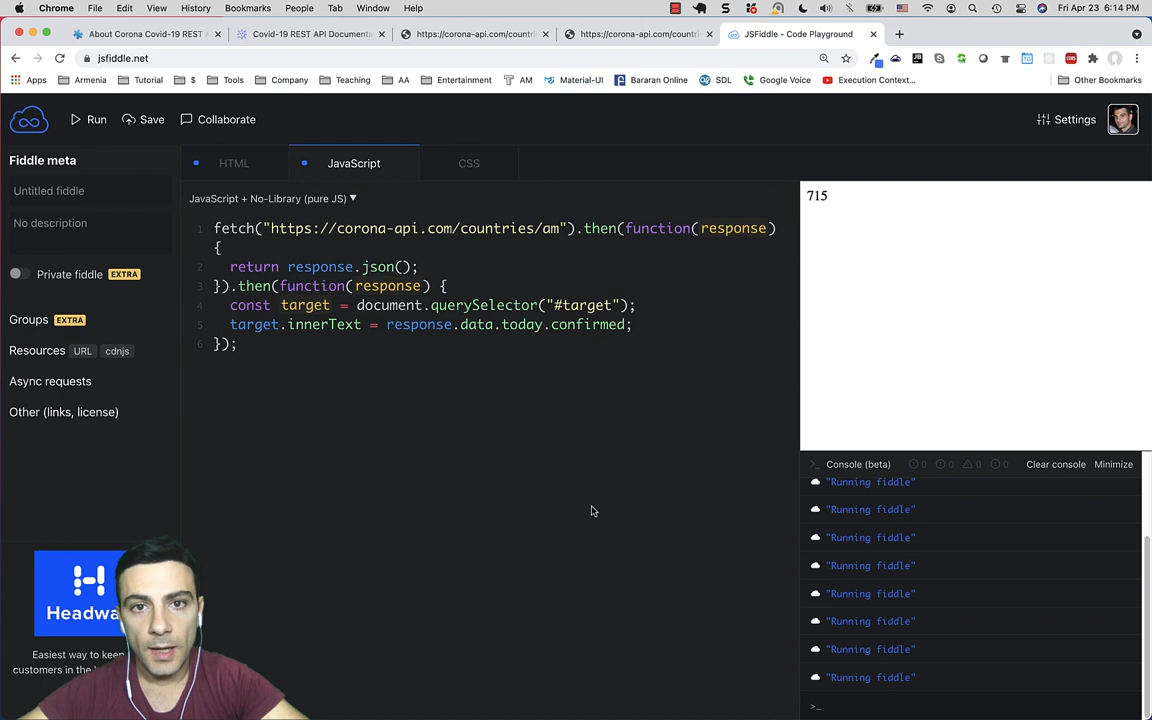 Chrome File Edit View History Bookmarks People Tab Window Help Fri Apr 23 6:14 PM
About Corona Covid-19 REST A Covid-19 REST API Documenta https://corona-api.com/countri https://corona-api.com/countri JSFiddle - Code Playground
jsfiddle.net
Apps Armenia Tutorial $ Tools Company Teaching AA Entertainment AM Material-UI Bararan Online SDL Google Voice Execution Context... Other Bookmarks
Run Save Collaborate Settings
Fiddle meta
HTML JavaScript CSS
Untitled fiddle
No description
Private fiddle EXTRA
Groups EXTRA
Resources URL cdnjs
Async requests
Other (links, license)
JavaScript + No-Library (pure JS) ▼
1 fetch("https://corona-api.com/countries/am").then(function(response)
{
2 return response.json();
3 }).then(function(response) {
4 const target = document.querySelector("#target");
5 target.innerText = response.data.today.confirmed;
6 });
715
>_ Console (beta) 0 0 0 0 Clear console Minimize
"Running fiddle"
"Running fiddle"
"Running fiddle"
"Running fiddle"
"Running fiddle"
"Running fiddle"
"Running fiddle"
"Running fiddle"
>_
Headwa
Easiest way to keep
customers in the